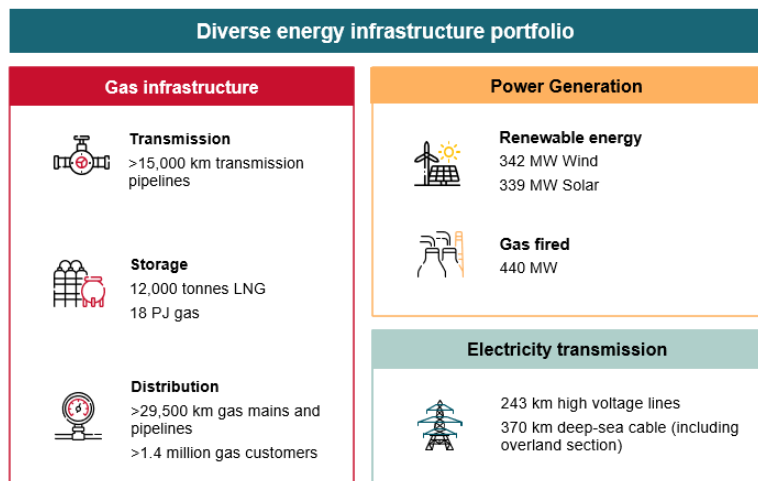 Diverse energy infrastructure portfolio
Gas infrastructure
Transmission
>15,000 km transmission
pipelines
Storage
12,000 tonnes LNG
18 PJ gas
Distribution
>29,500 km gas mains and
pipelines
>1.4 million gas customers
Power Generation
Renewable energy
342 MW Wind
339 MW Solar
Gas fired
440 MW
Electricity transmission
243 km high voltage lines
370 km deep-sea cable (including
overland section)